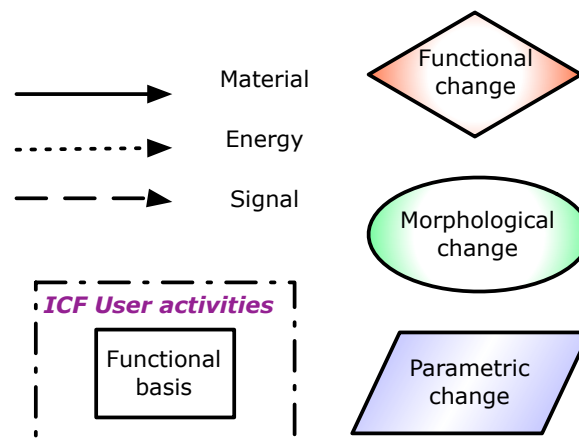 Material
Energy
Signal
ICF User activities
Functional
basis
Functional
change
Morphological
change
Parametric
change